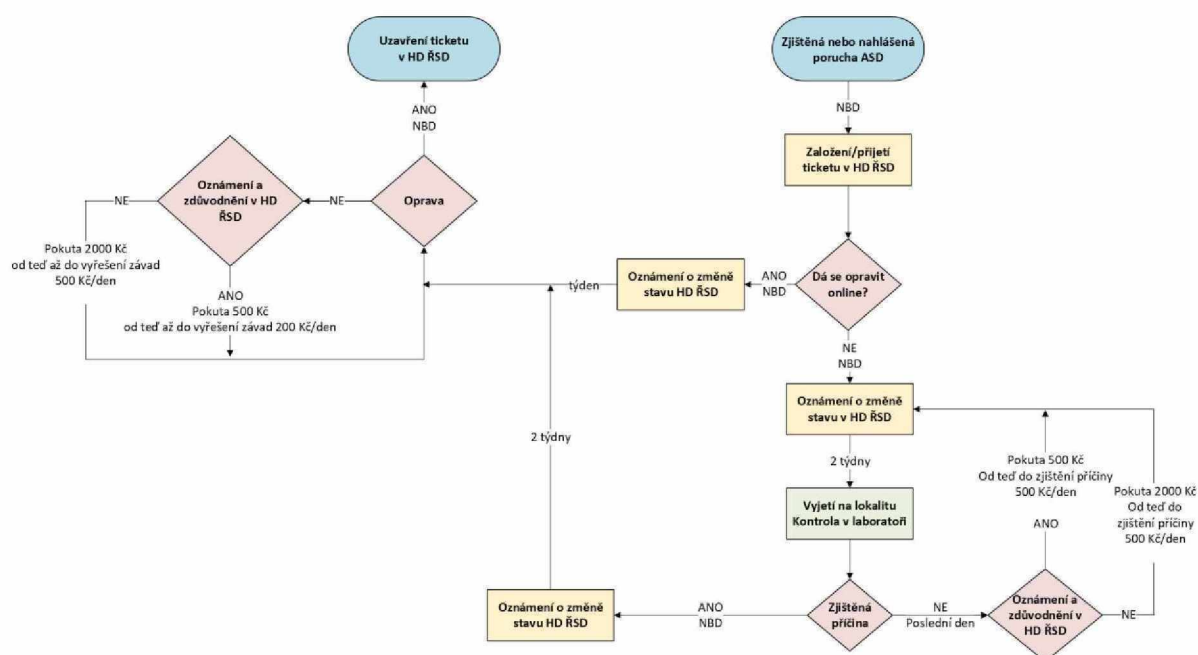 Uzavření ticketu
v HD ŘSD
Zjištěná nebo nahlášená
porucha ASD
ANO
NBD
NBD
Oznámení a
zdůvodnění v HD
ŘSD
Oprava
Založení/přijetí
ticketu v HD ŘSD
NE
NE
Pokuta 2000 Kč
od teď až do vyřešení závad
500 Kč/den
ANO
Pokuta 500 Kč
od teď až do vyřešení závad 200 Kč/den
týden
Oznámení o změně
stavu HD ŘSD
ANO
NBD
Dá se opravit
online?
NE
NBD
Oznámení o změně
stavu v HD ŘSD
2 týdny
2 týdny
Pokuta 500 Kč
Od teď do zjištění příčiny
500 Kč/den
Pokuta 2000 Kč
Od teď do
zjištění příčiny
500 Kč/den
Vyjetí na lokalitu
Kontrola v laboratoři
ANO
Oznámení o změně
stavu HD ŘSD
ANO
NBD
Zjištěná
příčina
NE
Poslední den
Oznámení a
zdůvodnění v
HD ŘSD
NE